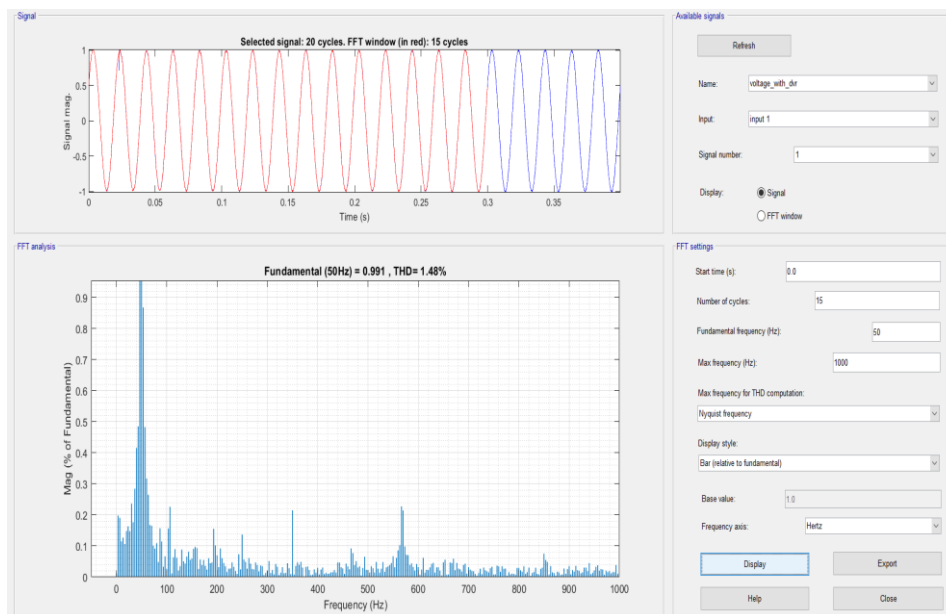 Signal
Selected signal: 20 cycles. FFT window (in red): 15 cycles
1
0.5
0
-0.5
-1
Signal mag.
0
0.05
0.1
0.15
0.2
0.25
0.3
0.35
Time (s)
FFT analysis
Fundamental (50Hz) = 0.991 , THD= 1.48%
0.9
0.8
0.7
0.6
0.5
0.4
0.3
0.2
0.1
0
Mag (% of Fundamental)
0
100
200
300
400
500
600
700
800
900
1000
Frequency (Hz)
Available signals
Refresh
Name:
voltage_with_dvr
Input:
input 1
Signal number:
1
Display:
Signal
FFT window
FFT settings
Start time (s):
0.0
Number of cycles:
15
Fundamental frequency (Hz):
50
Max frequency (Hz):
1000
Max frequency for THD computation:
Nyquist frequency
Display style:
Bar (relative to fundamental)
Base value:
1.0
Frequency axis:
Hertz
Display
Export
Help
Close